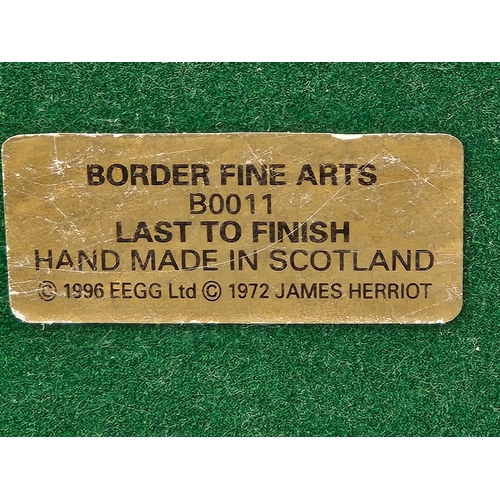 BORDER FINE ARTS
B0011
LAST TO FINISH
HAND MADE IN SCOTLAND
© 1996 EEGG Ltd © 1972 JAMES HERRIOT